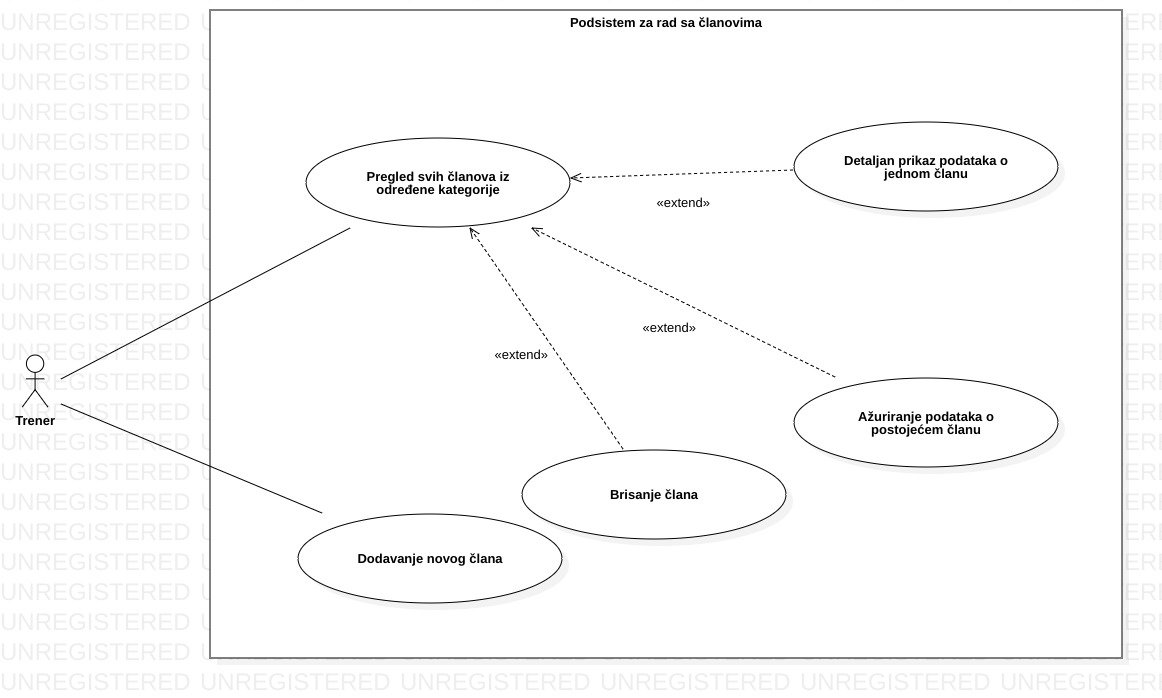 Podsistem za rad sa članovima
Pregled svih članova iz
određene kategorije
Detaljan prikaz podataka o
jednom članu
«extend»
«extend»
«extend»
Trener
Ažuriranje podataka o
postojećem članu
Brisanje člana
Dodavanje novog člana
UNREGISTERED UNREGISTERED UNREGISTERED UNREGISTERED UNREGISTERED